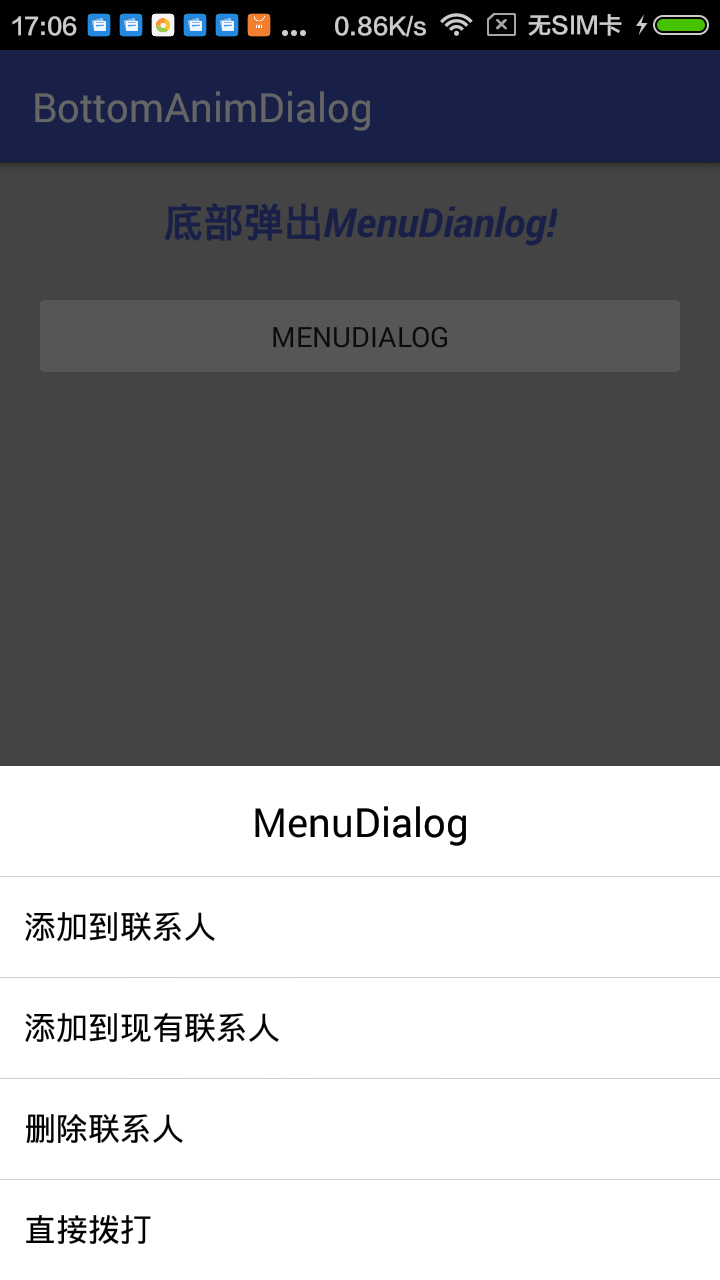 17:06 ... 0.86K/s 无SIM卡
BottomAnimDialog
底部弹出MenuDianlog!
MENUDIALOG
MenuDialog
添加到联系人
添加到现有联系人
删除联系人
直接拨打